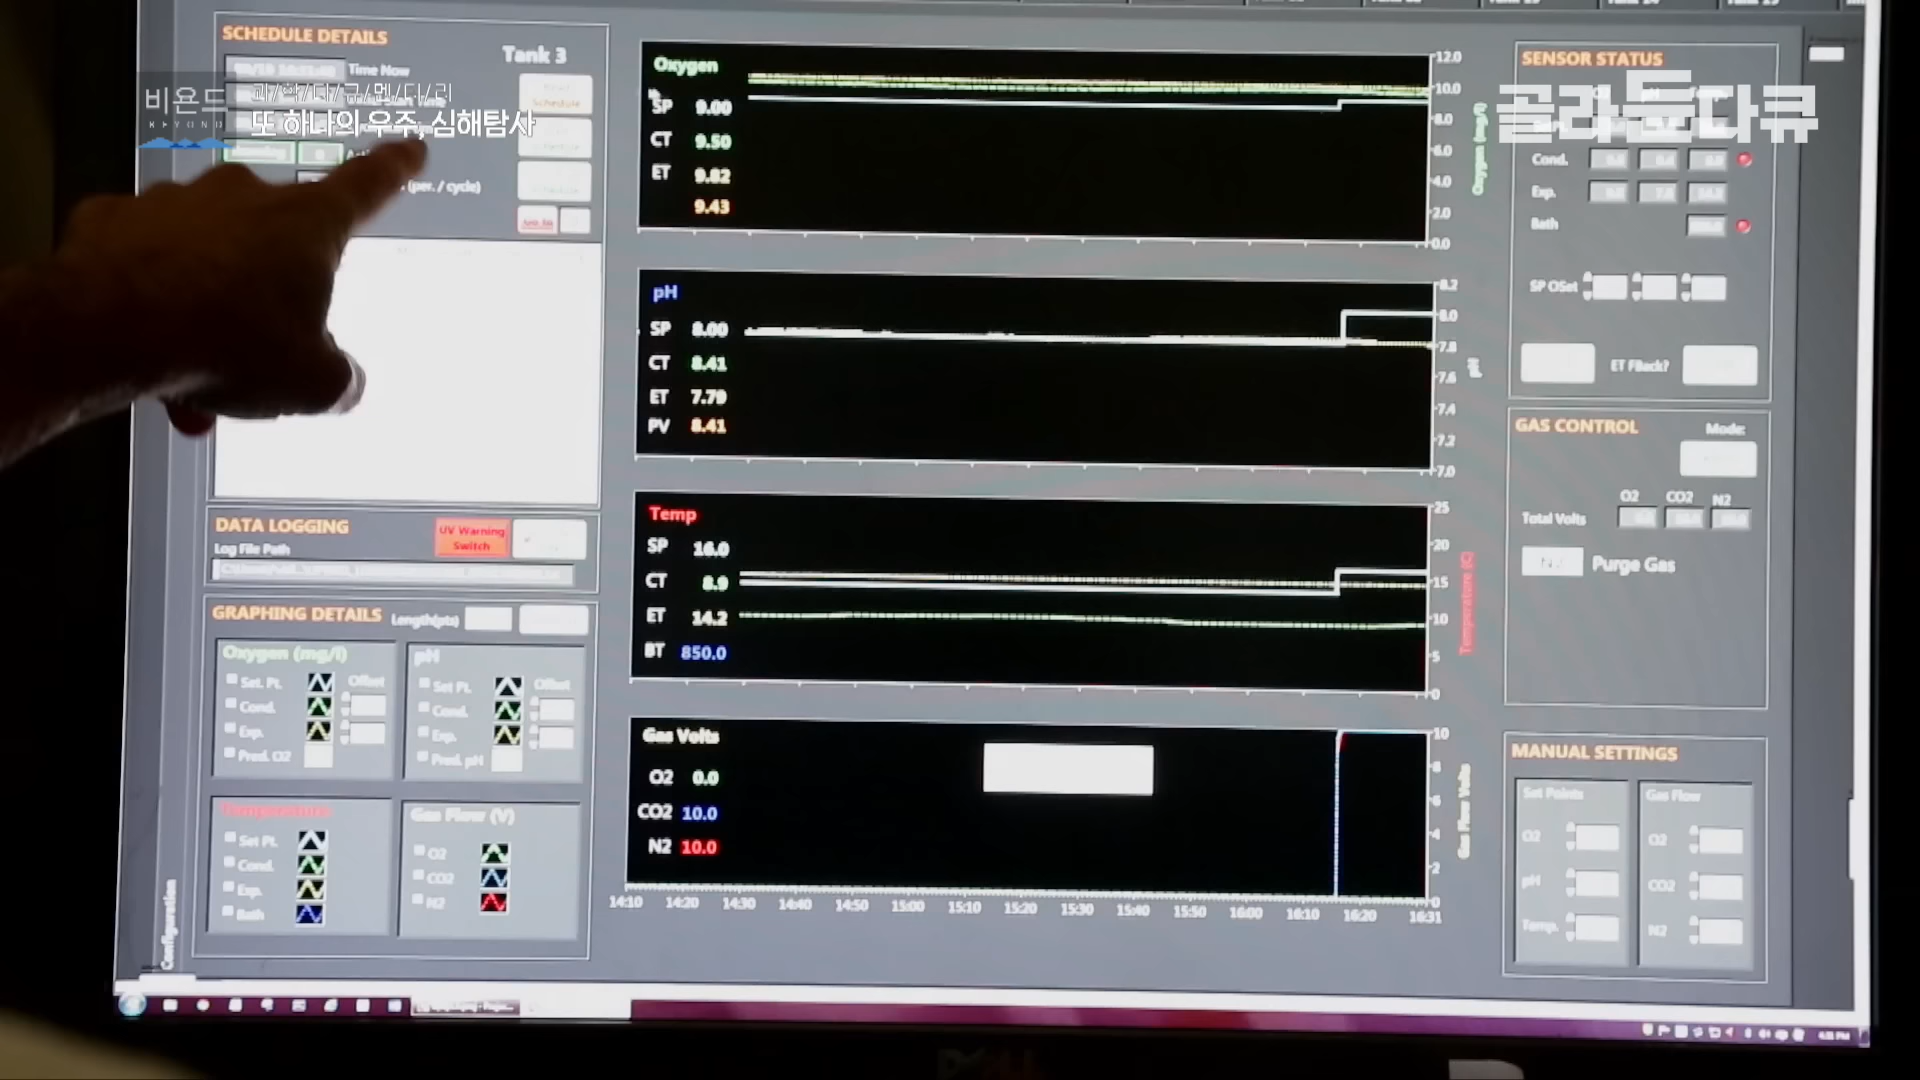 SCHEDULE DETAILS
Tank 3
Time Now
Schedule
비욘드
BEYOND
과/학/다/큐/멘/터/리
또 하나의 우주, 심해탐사
골라듄다큐
(per. / cycle)
DATA LOGGING
UV Warning
Switch
Log File Path
GRAPHING DETAILS
Length(pts)
Oxygen (mg/l)
Set. Pt.
Offset
Cond.
Exp.
Pred. O2
pH
Set Pt.
Offset
Cond.
Exp.
Pred. pH
Temperature
Set Pt.
Cond.
Exp.
Bath
Gas Flow (V)
O2
CO2
N2
Configuration
Oxygen
SP 9.00
CT 9.50
ET 9.82
9.43
12.0
10.0
8.0
6.0
4.0
2.0
0.0
Oxygen (mg/l)
pH
SP 8.00
CT 8.41
ET 7.79
PV 8.41
8.2
8.0
7.8
7.6
7.4
7.2
7.0
pH
Temp
SP 16.0
CT 8.9
ET 14.2
BT 850.0
25
20
15
10
5
0
Temperature (C)
Gas Volts
O2 0.0
CO2 10.0
N2 10.0
10
8
6
4
2
0
Gas Flow Volts
14:10 14:20 14:30 14:40 14:50 15:00 15:10 15:20 15:30 15:40 15:50 16:00 16:10 16:20 16:31
SENSOR STATUS
Cond.
Exp.
Bath
SP OSet
ET FBack?
GAS CONTROL
Mode:
O2 CO2 N2
Total Volts
N2 Purge Gas
MANUAL SETTINGS
Set Points
O2
pH
Temp.
Gas Flow
O2
CO2
N2
DELL